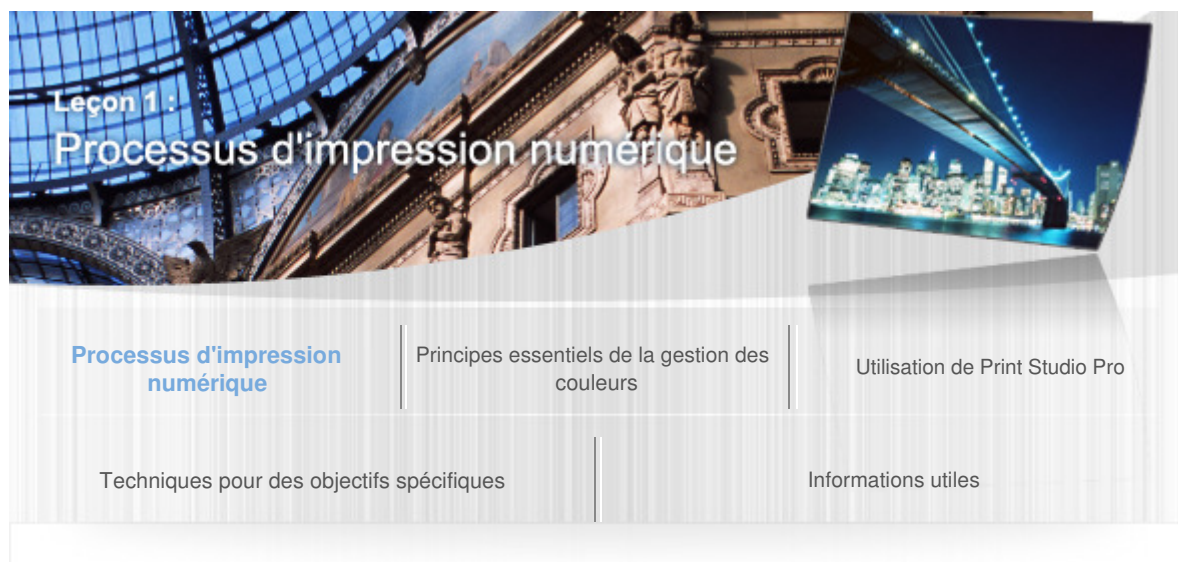 Leçon 1 :
Processus d'impression numérique
Processus d'impression
numérique
Principes essentiels de la gestion des
couleurs
Utilisation de Print Studio Pro
Techniques pour des objectifs spécifiques
Informations utiles